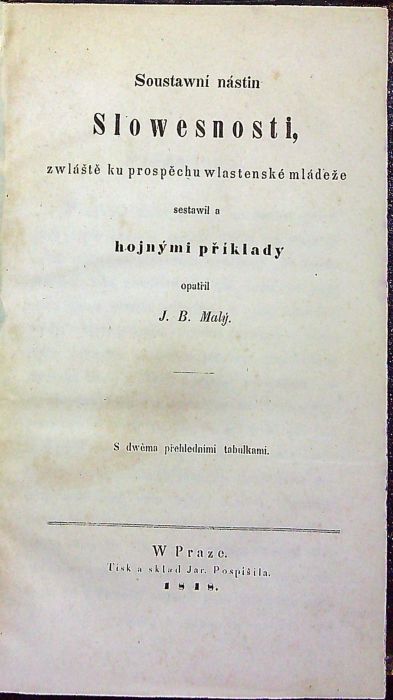 Soustawní nástin
Slowesnosti,
zwláště ku prospěchu wlastenské mládeže
sestawil a
hojnými příklady
opatřil
J. B. Malý.
S dwěma přehledními tabulkami.
W Praze.
Tisk a sklad Jar. Pospíšila.
1848.